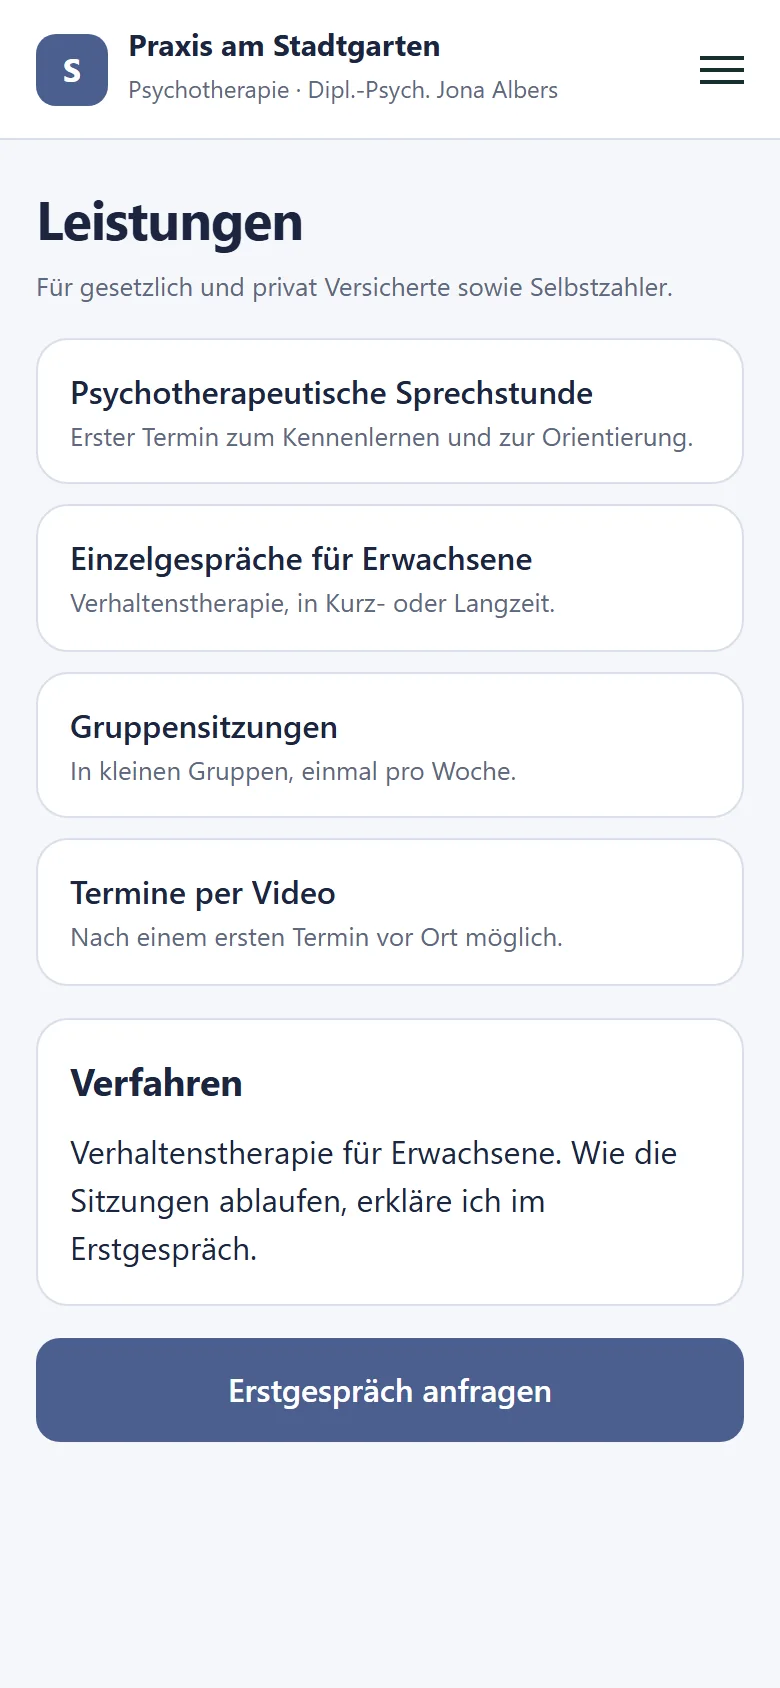 S
Praxis am Stadtgarten
Psychotherapie · Dipl.-Psych. Jona Albers
Leistungen
Für gesetzlich und privat Versicherte sowie Selbstzahler.
Psychotherapeutische Sprechstunde
Erster Termin zum Kennenlernen und zur Orientierung.
Einzelgespräche für Erwachsene
Verhaltenstherapie, in Kurz- oder Langzeit.
Gruppensitzungen
In kleinen Gruppen, einmal pro Woche.
Termine per Video
Nach einem ersten Termin vor Ort möglich.
Verfahren
Verhaltenstherapie für Erwachsene. Wie die
Sitzungen ablaufen, erkläre ich im
Erstgespräch.
Erstgespräch anfragen